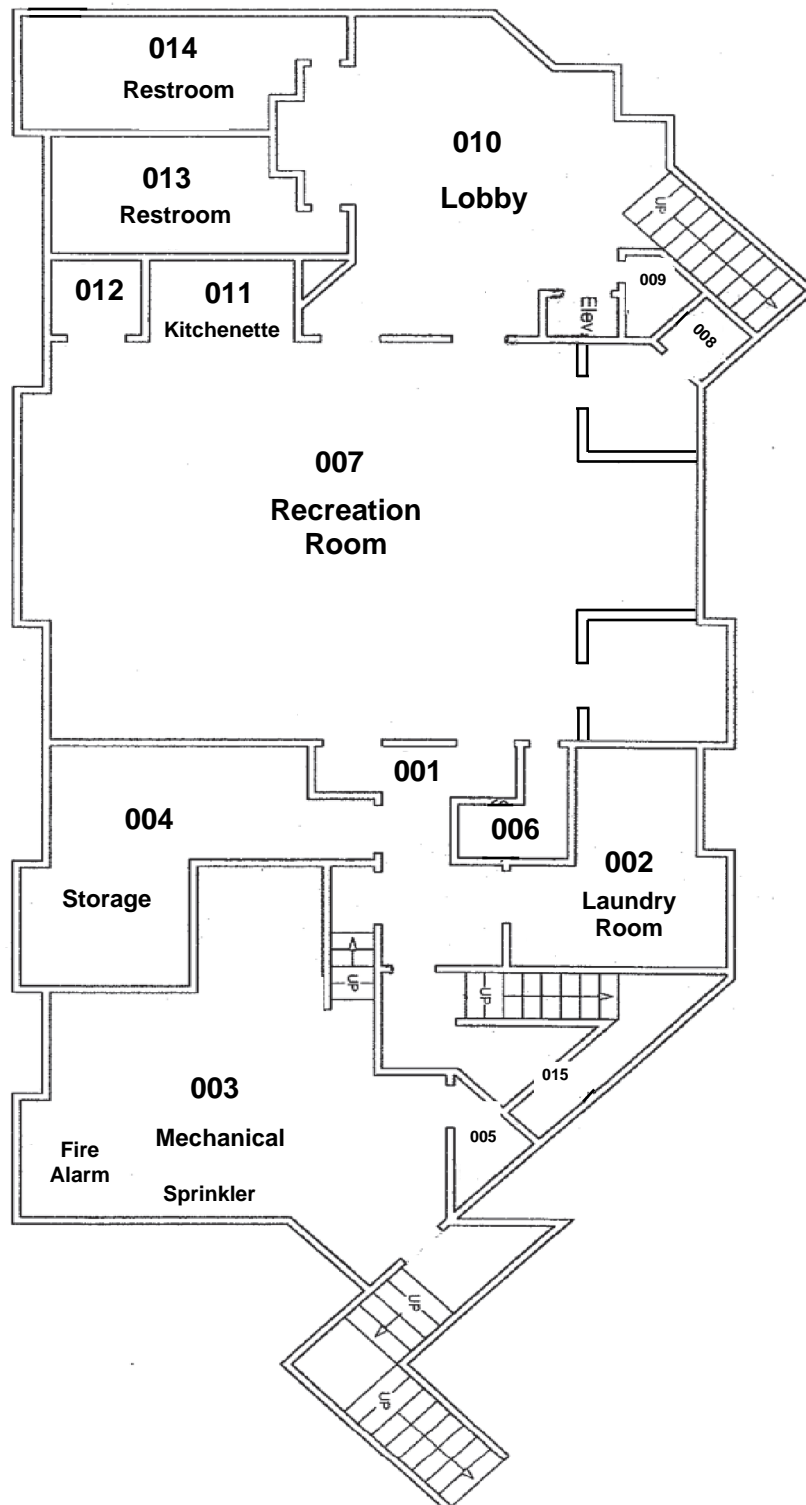 014
Restroom
010
Lobby
013
Restroom
UP
012
011
Kitchenette
009
Elev
008
007
Recreation
Room
001
004
006
002
Storage
Laundry
Room
UP
UP
015
003
Mechanical
005
Fire
Alarm
Sprinkler
UP
UP